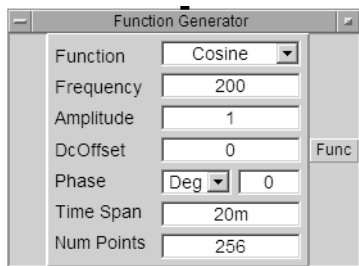 Function Generator
Function Cosine
Frequency 200
Amplitude 1
DcOffset 0 Func
Phase Deg 0
Time Span 20m
Num Points 256